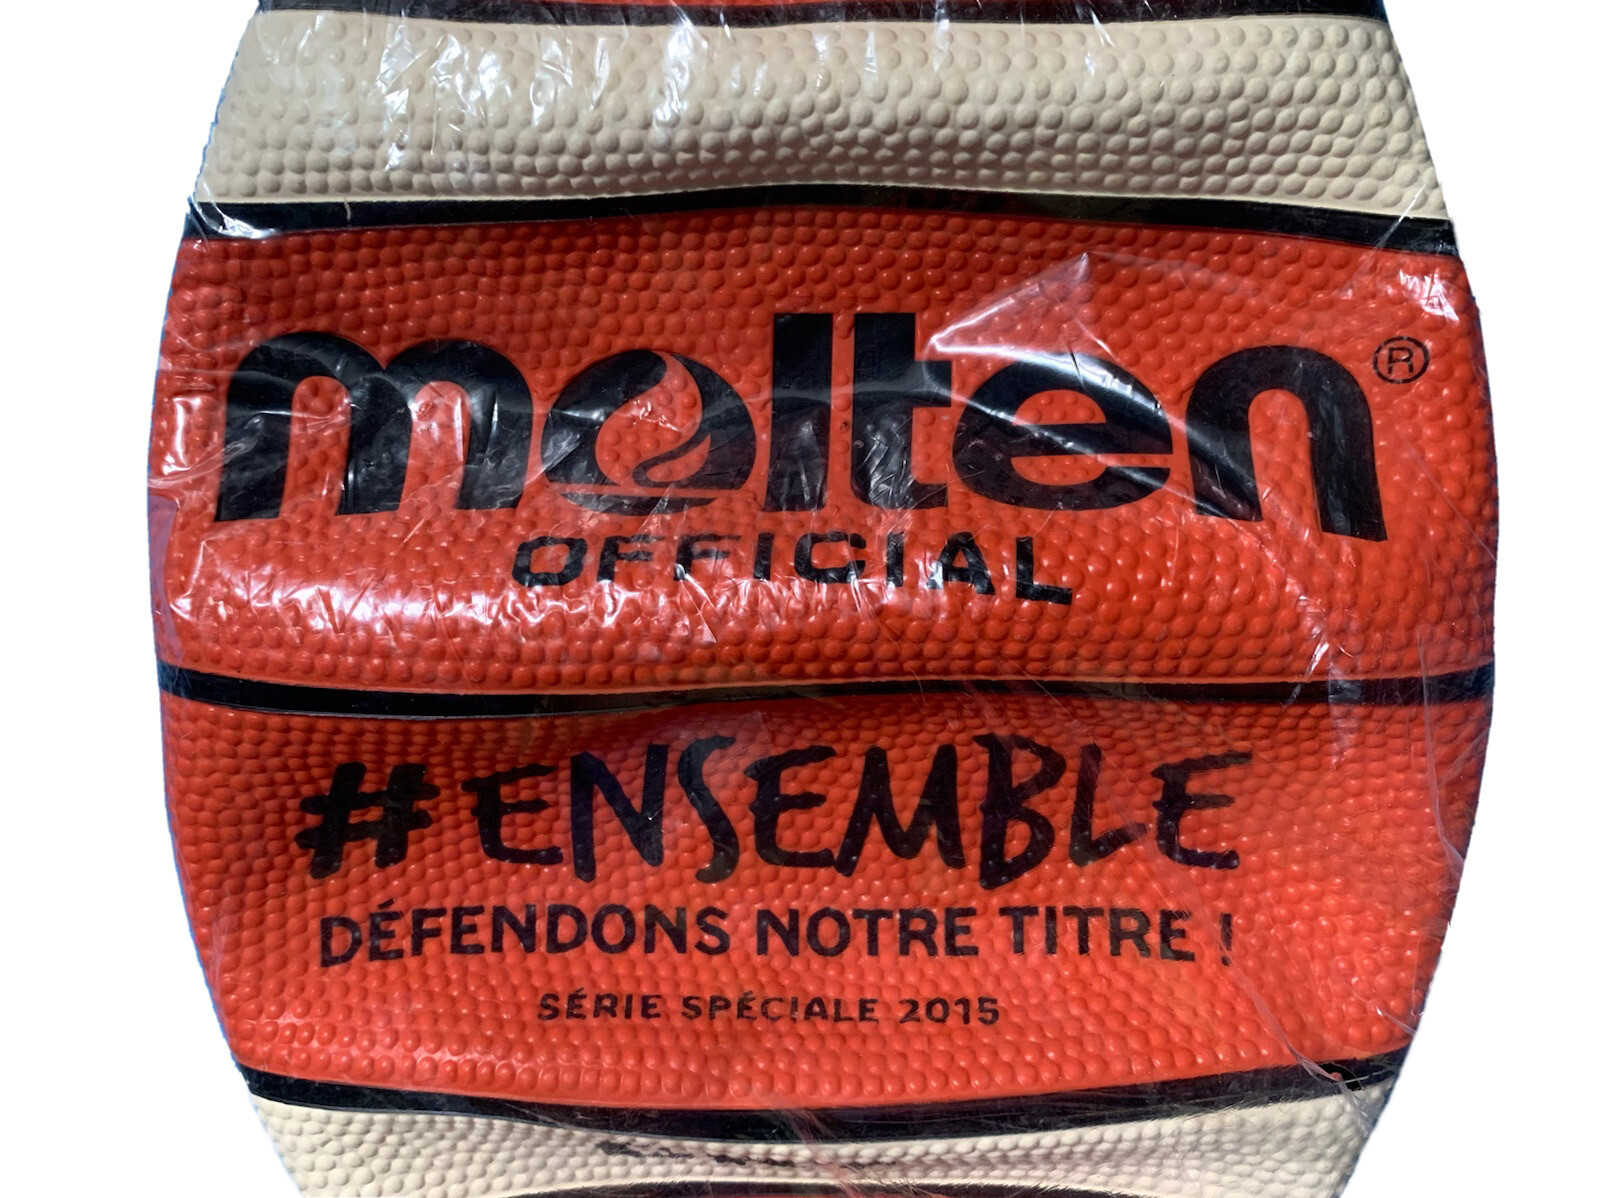 molten®
OFFICIAL
#ENSEMBLE
DÉFENDONS NOTRE TITRE !
SÉRIE SPÉCIALE 2015